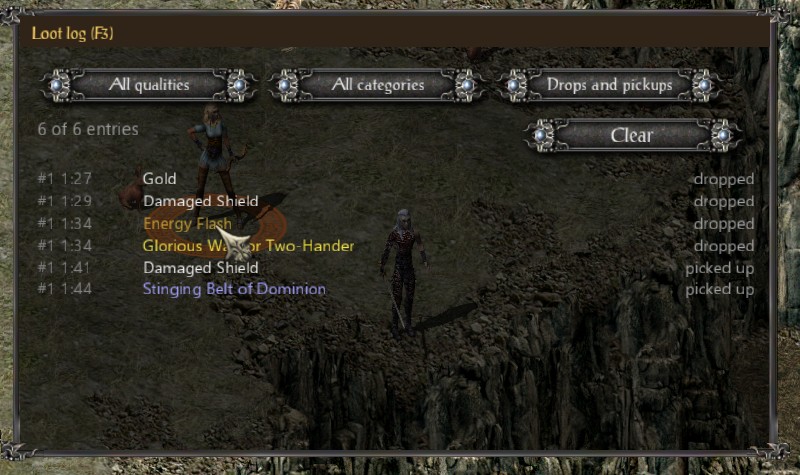 Loot log (F3)
All qualities All categories Drops and pickups
6 of 6 entries Clear
#1 1:27 Gold dropped
#1 1:29 Damaged Shield dropped
#1 1:34 Energy Flash dropped
#1 1:34 Glorious Two-Hander dropped
#1 1:41 Damaged Shield picked up
#1 1:44 Stinging Belt of Dominion picked up